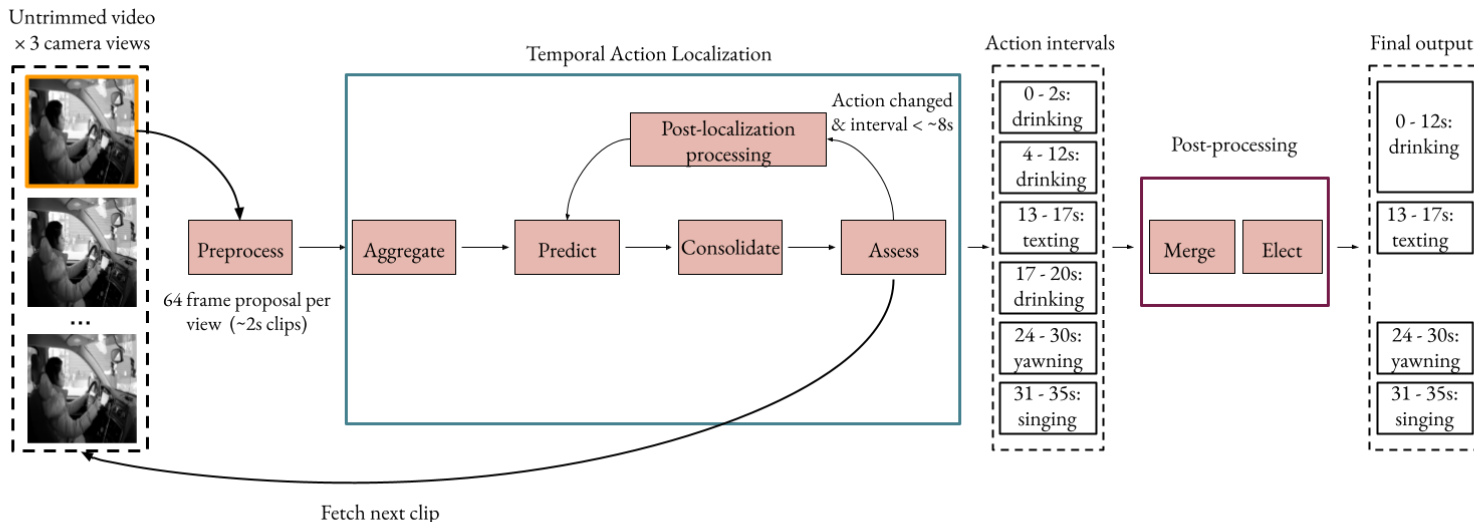 Untrimmed video
× 3 camera views
...
Preprocess
64 frame proposal per
view (~2s clips)
Temporal Action Localization
Action changed
& interval < ~8s
Post-localization
processing
Aggregate
Predict
Consolidate
Assess
Fetch next clip
Action intervals
0 - 2s:
drinking
4 - 12s:
drinking
13 - 17s:
texting
17 - 20s:
drinking
24 - 30s:
yawning
31 - 35s:
singing
Post-processing
Merge
Elect
Final output
0 - 12s:
drinking
13 - 17s:
texting
24 - 30s:
yawning
31 - 35s:
singing